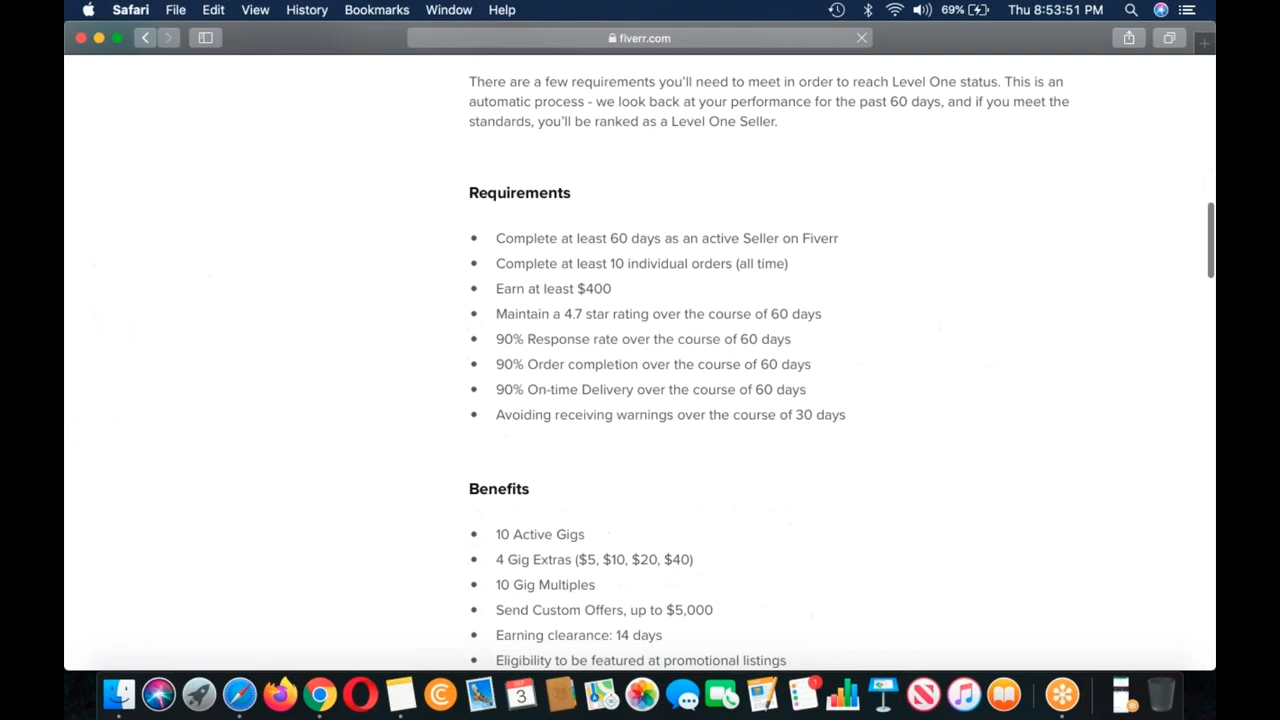 Safari File Edit View History Bookmarks Window Help 69% Thu 8:53:51 PM
fiverr.com
There are a few requirements you'll need to meet in order to reach Level One status. This is an
automatic process - we look back at your performance for the past 60 days, and if you meet the
standards, you'll be ranked as a Level One Seller.
Requirements
• Complete at least 60 days as an active Seller on Fiverr
• Complete at least 10 individual orders (all time)
• Earn at least $400
• Maintain a 4.7 star rating over the course of 60 days
• 90% Response rate over the course of 60 days
• 90% Order completion over the course of 60 days
• 90% On-time Delivery over the course of 60 days
• Avoiding receiving warnings over the course of 30 days
Benefits
• 10 Active Gigs
• 4 Gig Extras ($5, $10, $20, $40)
• 10 Gig Multiples
• Send Custom Offers, up to $5,000
• Earning clearance: 14 days
• Eligibility to be featured at promotional listings
3
1